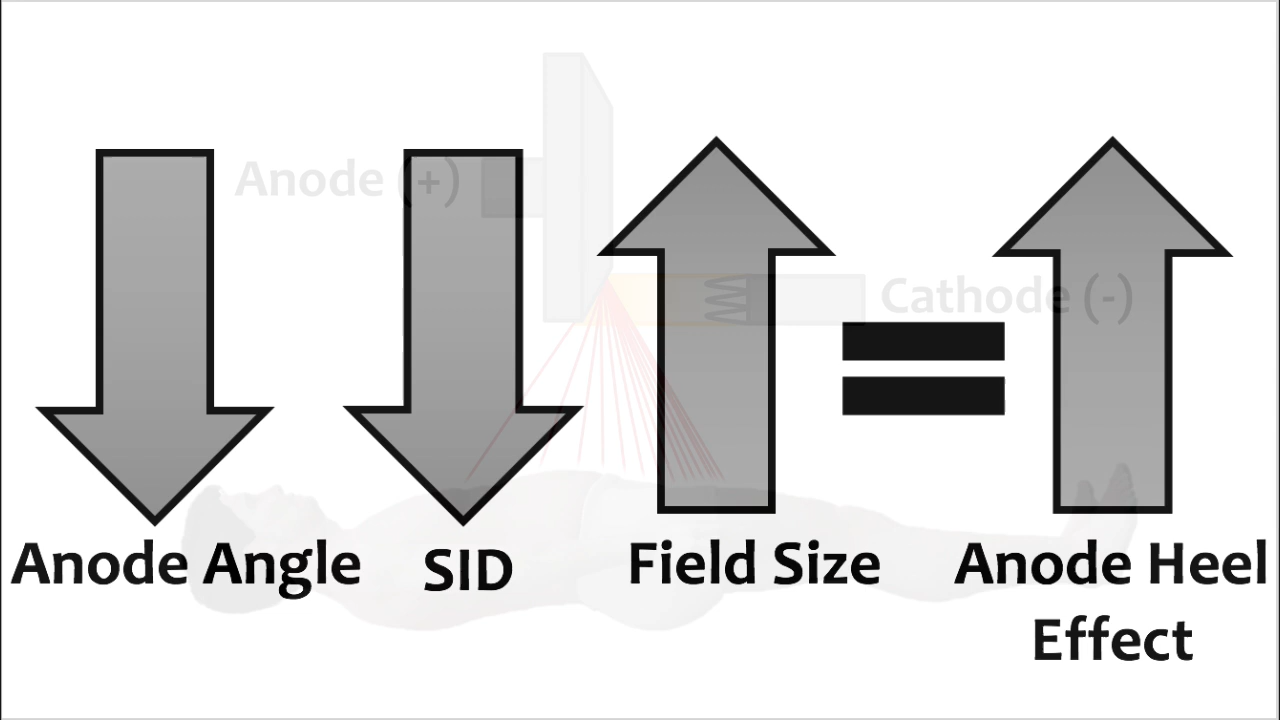 Anode (+)
Cathode (-)
Anode Angle
SID
Field Size
Anode Heel
Effect